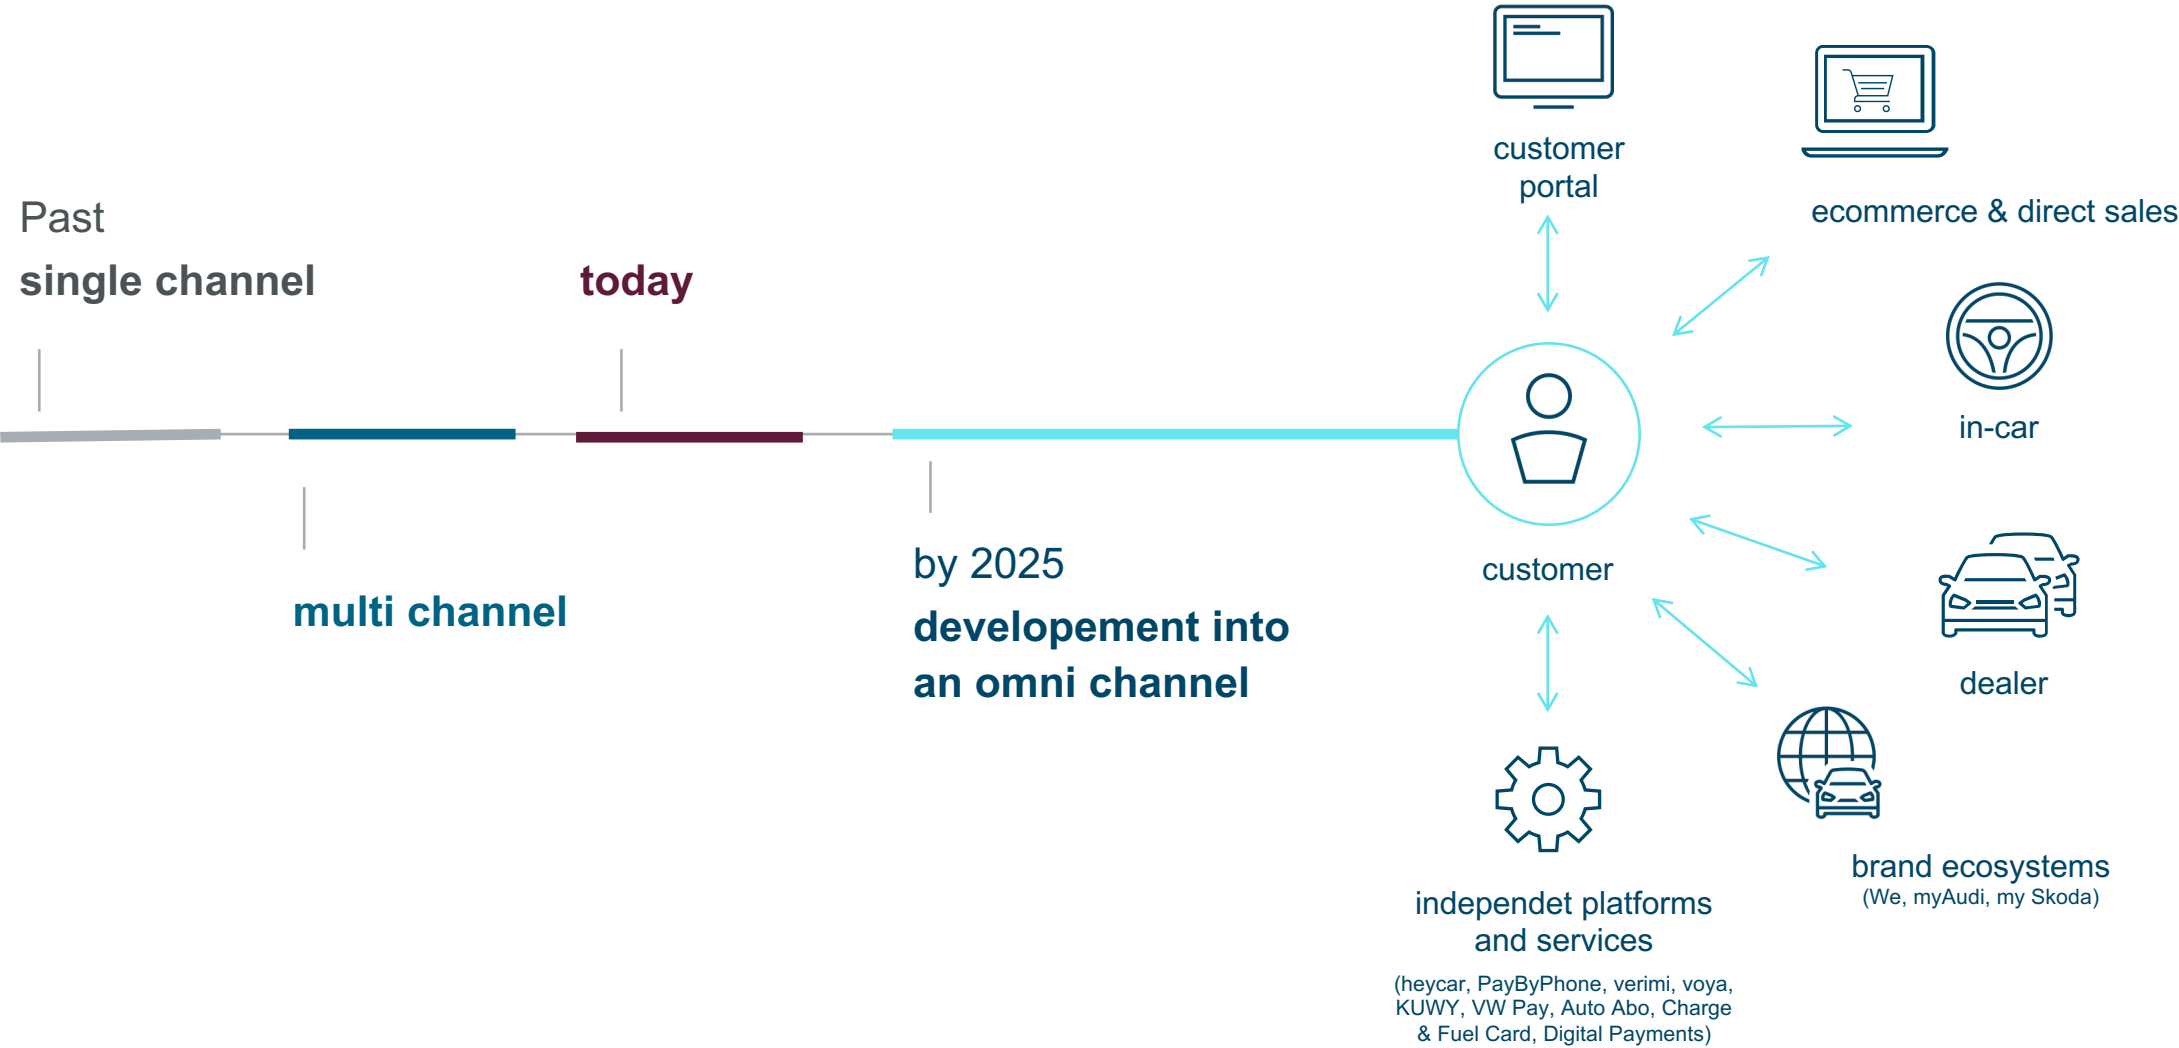 Past
single channel
multi channel
today
by 2025
developement into
an omni channel
customer
customer
portal
ecommerce & direct sales
in-car
dealer
brand ecosystems
(We, myAudi, my Skoda)
independet platforms
and services
(heycar, PayByPhone, verimi, voya,
KUWY, VW Pay, Auto Abo, Charge
& Fuel Card, Digital Payments)